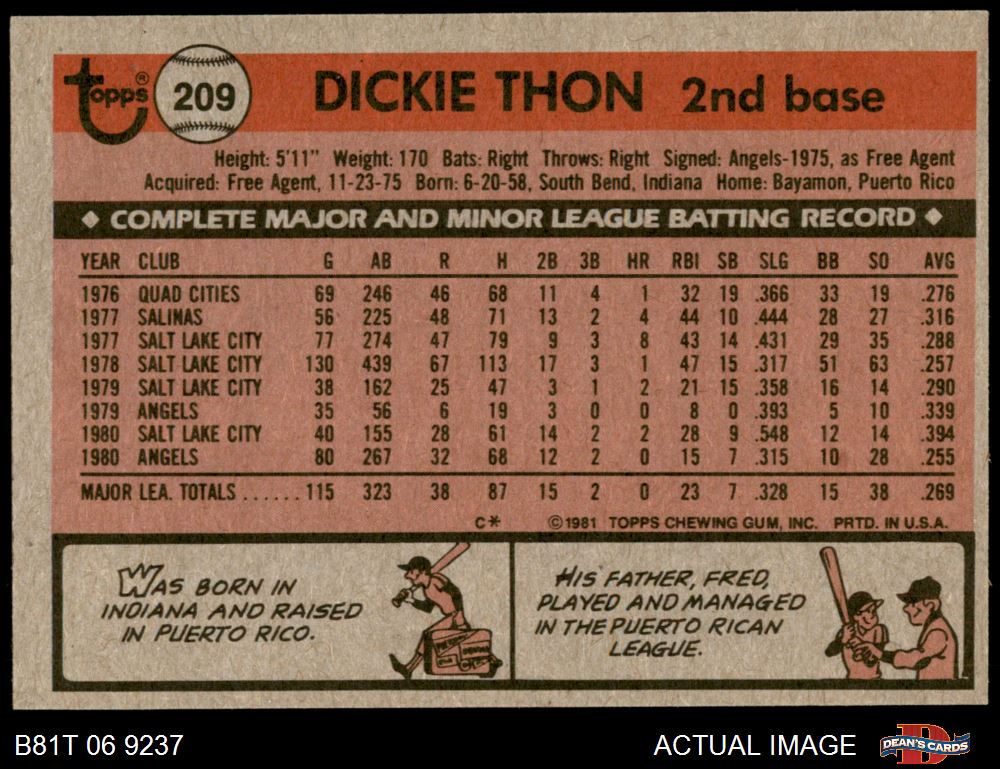 Topps® 209 DICKIE THON 2nd base
Height: 5'11" Weight: 170 Bats: Right Throws: Right Signed: Angels-1975, as Free Agent
Acquired: Free Agent, 11-23-75 Born: 6-20-58, South Bend, Indiana Home: Bayamon, Puerto Rico
◆ COMPLETE MAJOR AND MINOR LEAGUE BATTING RECORD ◆
YEAR CLUB G AB R H 2B 3B HR RBI SB SLG BB SO AVG
1976 QUAD CITIES 69 246 46 68 11 4 1 32 19 .366 33 19 .276
1977 SALINAS 56 225 48 71 13 2 4 44 10 .444 28 27 .316
1977 SALT LAKE CITY 77 274 47 79 9 3 8 43 14 .431 29 35 .288
1978 SALT LAKE CITY 130 439 67 113 17 3 1 47 15 .317 51 63 .257
1979 SALT LAKE CITY 38 162 25 47 3 1 2 21 15 .358 16 14 .290
1979 ANGELS 35 56 6 19 3 0 0 8 0 .393 5 10 .339
1980 SALT LAKE CITY 40 155 28 61 14 2 2 28 9 .548 12 14 .394
1980 ANGELS 80 267 32 68 12 2 0 15 7 .315 10 28 .255
MAJOR LEA. TOTALS ...... 115 323 38 87 15 2 0 23 7 .328 15 38 .269
C* ©1981 TOPPS CHEWING GUM, INC. PRTD. IN U.S.A.
WAS BORN IN
INDIANA AND RAISED
IN PUERTO RICO.
HIS FATHER, FRED,
PLAYED AND MANAGED
IN THE PUERTO RICAN
LEAGUE.
B81T 06 9237 ACTUAL IMAGE DEAN'S CARDS